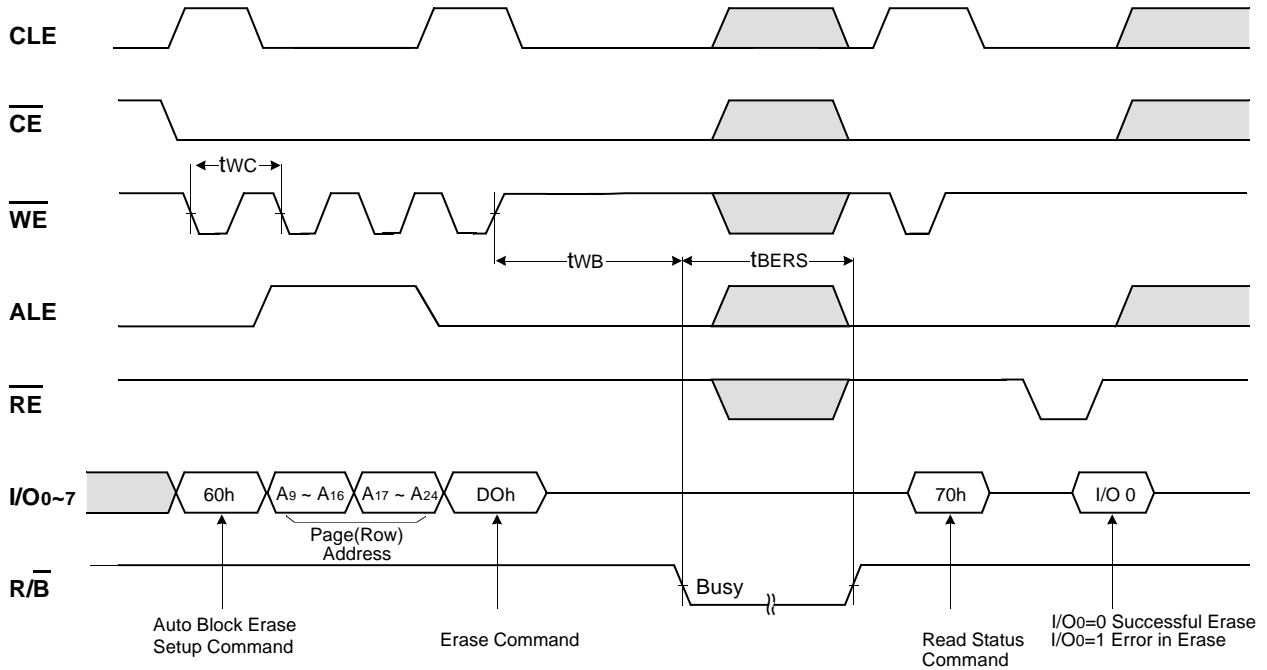 CLE
CE
tWC
WE
tWB
tBERS
ALE
RE
I/O0~7
60h
A9 ~ A16
A17 ~ A24
DOh
70h
I/O 0
Page(Row)
Address
R/B
Busy
Auto Block Erase
Setup Command
Erase Command
Read Status
Command
I/O0=0 Successful Erase
I/O0=1 Error in Erase